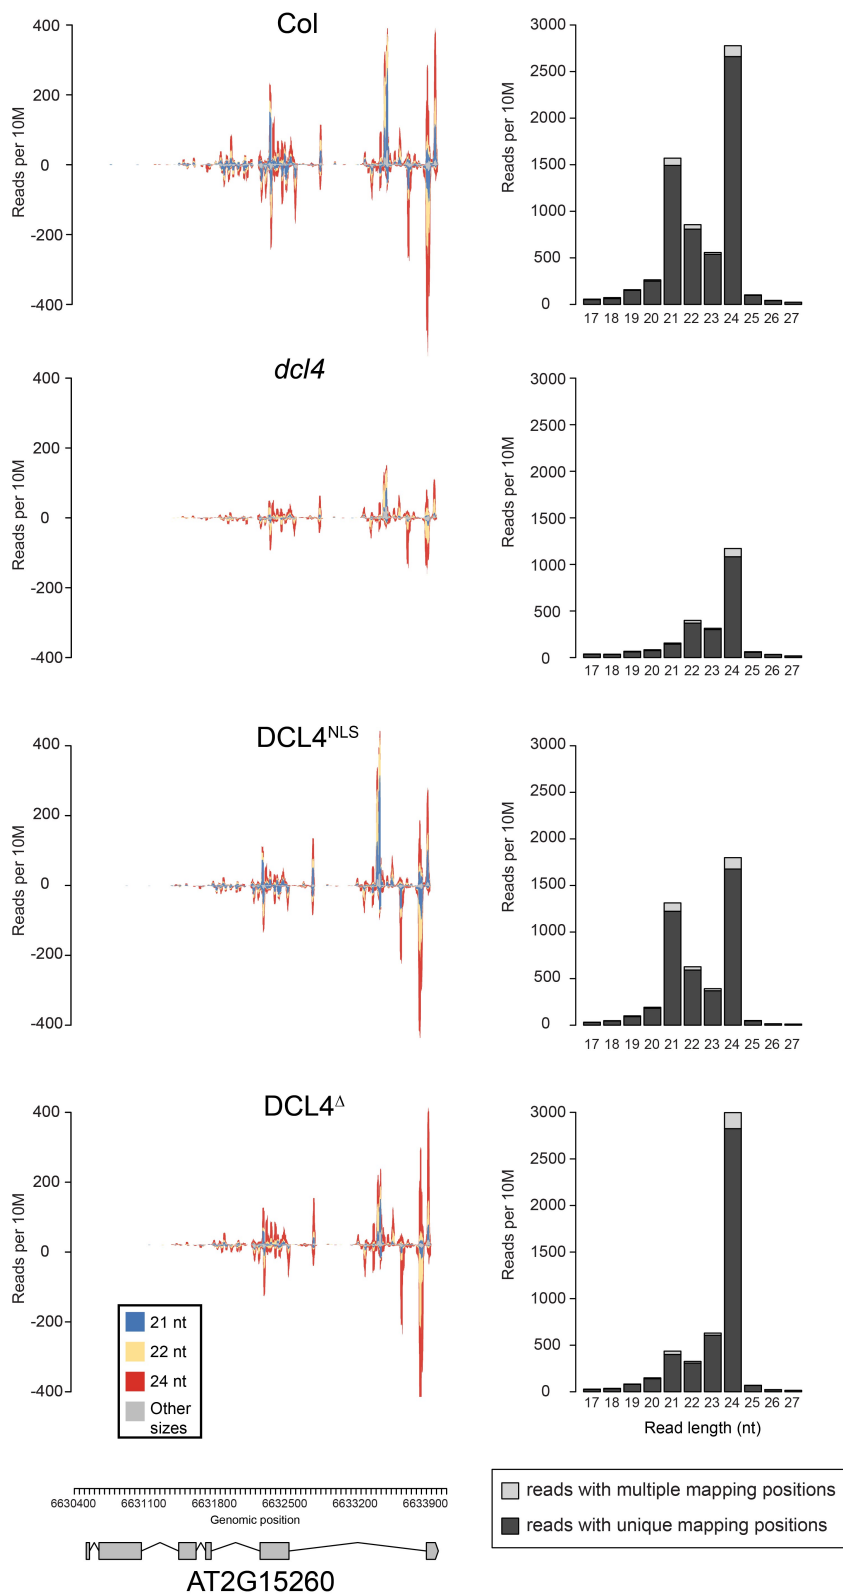 Col
400
200
0
-200
-400
Reads per 10M
3000
2500
2000
1500
1000
500
0
Reads per 10M
17 18 19 20 21 22 23 24 25 26 27
dcl4
400
200
0
-200
-400
Reads per 10M
3000
2500
2000
1500
1000
500
0
Reads per 10M
17 18 19 20 21 22 23 24 25 26 27
DCL4NLS
400
200
0
-200
-400
Reads per 10M
3000
2500
2000
1500
1000
500
0
Reads per 10M
17 18 19 20 21 22 23 24 25 26 27
DCL4Δ
400
200
0
-200
-400
Reads per 10M
21 nt
22 nt
24 nt
Other
sizes
3000
2500
2000
1500
1000
500
0
Reads per 10M
17 18 19 20 21 22 23 24 25 26 27
Read length (nt)
6630400 6631100 6631800 6632500 6633200 6633900
Genomic position
AT2G15260
reads with multiple mapping positions
reads with unique mapping positions